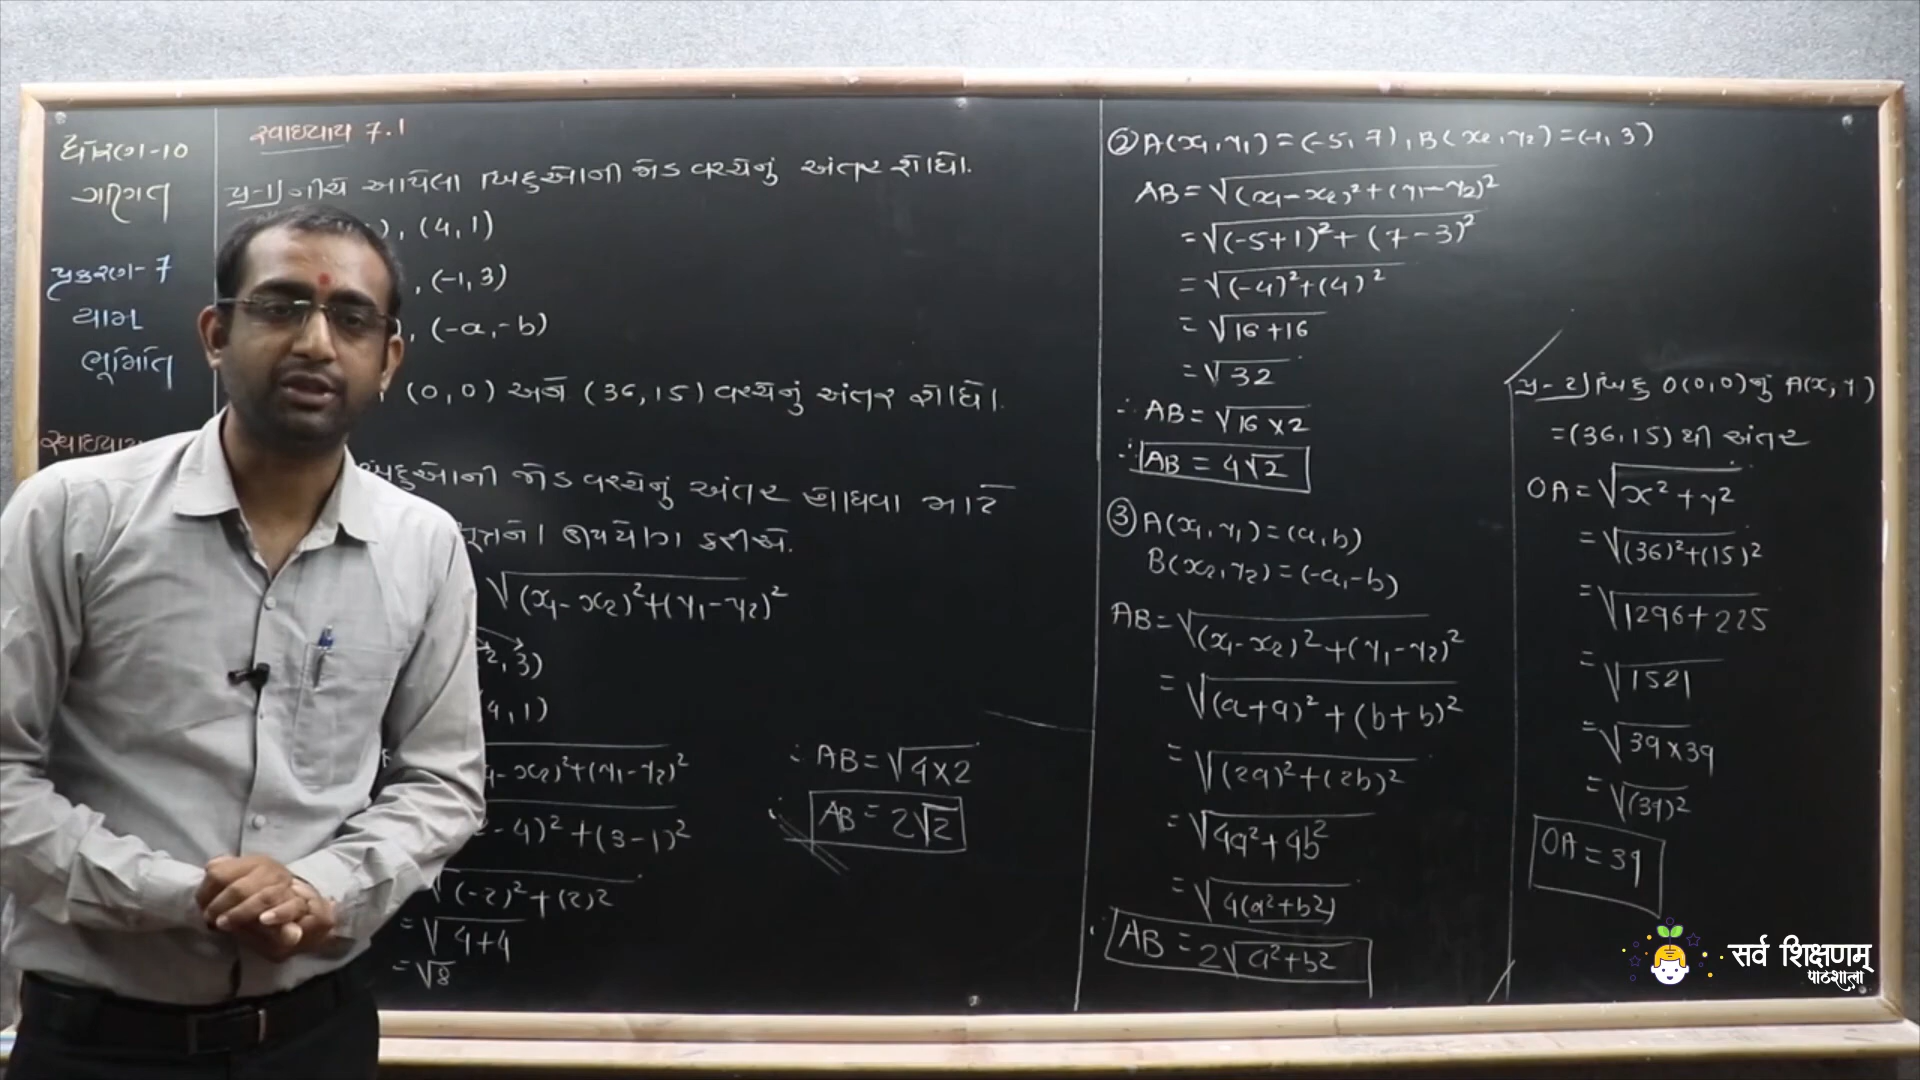 ધોરણ-10
ગણિત
પ્રકરણ-7
યામ
ભૂમિતિ
સ્વાધ્યાય
સ્વાધ્યાય 7.1
પ્ર-1) નીચે આપેલા બિંદુઓની જોડ વચ્ચેનું અંતર શોધો.
), (4,1)
, (-1,3)
), (-a,-b)
(0,0) અને (36,15) વચ્ચેનું અંતર શોધો.
બિંદુઓની જોડ વચ્ચેનું અંતર શોધવા માટે
સૂત્રનો ઉપયોગ કરીએ.
√(x₁-x₂)²+(y₁-y₂)²
2,3)
4,1)
-x₂)²+(y₁-y₂)²
-4)²+(3-1)²
√(-2)²+(2)²
=√4+4
=√8
∴ AB=√4×2
∴ AB=2√2
② A(x₁,y₁)=(-5,7), B(x₂,y₂)=(-1,3)
AB=√(x₁-x₂)²+(y₁-y₂)²
=√(-5+1)²+(7-3)²
=√(-4)²+(4)²
=√16+16
=√32
∴ AB=√16×2
∴ AB=4√2
③ A(x₁,y₁)=(a,b)
B(x₂,y₂)=(-a,-b)
AB=√(x₁-x₂)²+(y₁-y₂)²
=√(a+a)²+(b+b)²
=√(2a)²+(2b)²
=√4a²+4b²
=√4(a²+b²)
∴ AB=2√a²+b²
પ્ર-2) બિંદુ O(0,0)નું A(x,y)
=(36,15) થી અંતર
OA=√x²+y²
=√(36)²+(15)²
=√1296+225
=√1521
=√39×39
=√(39)²
OA=39
सर्व शिक्षणम्
पाठशाला